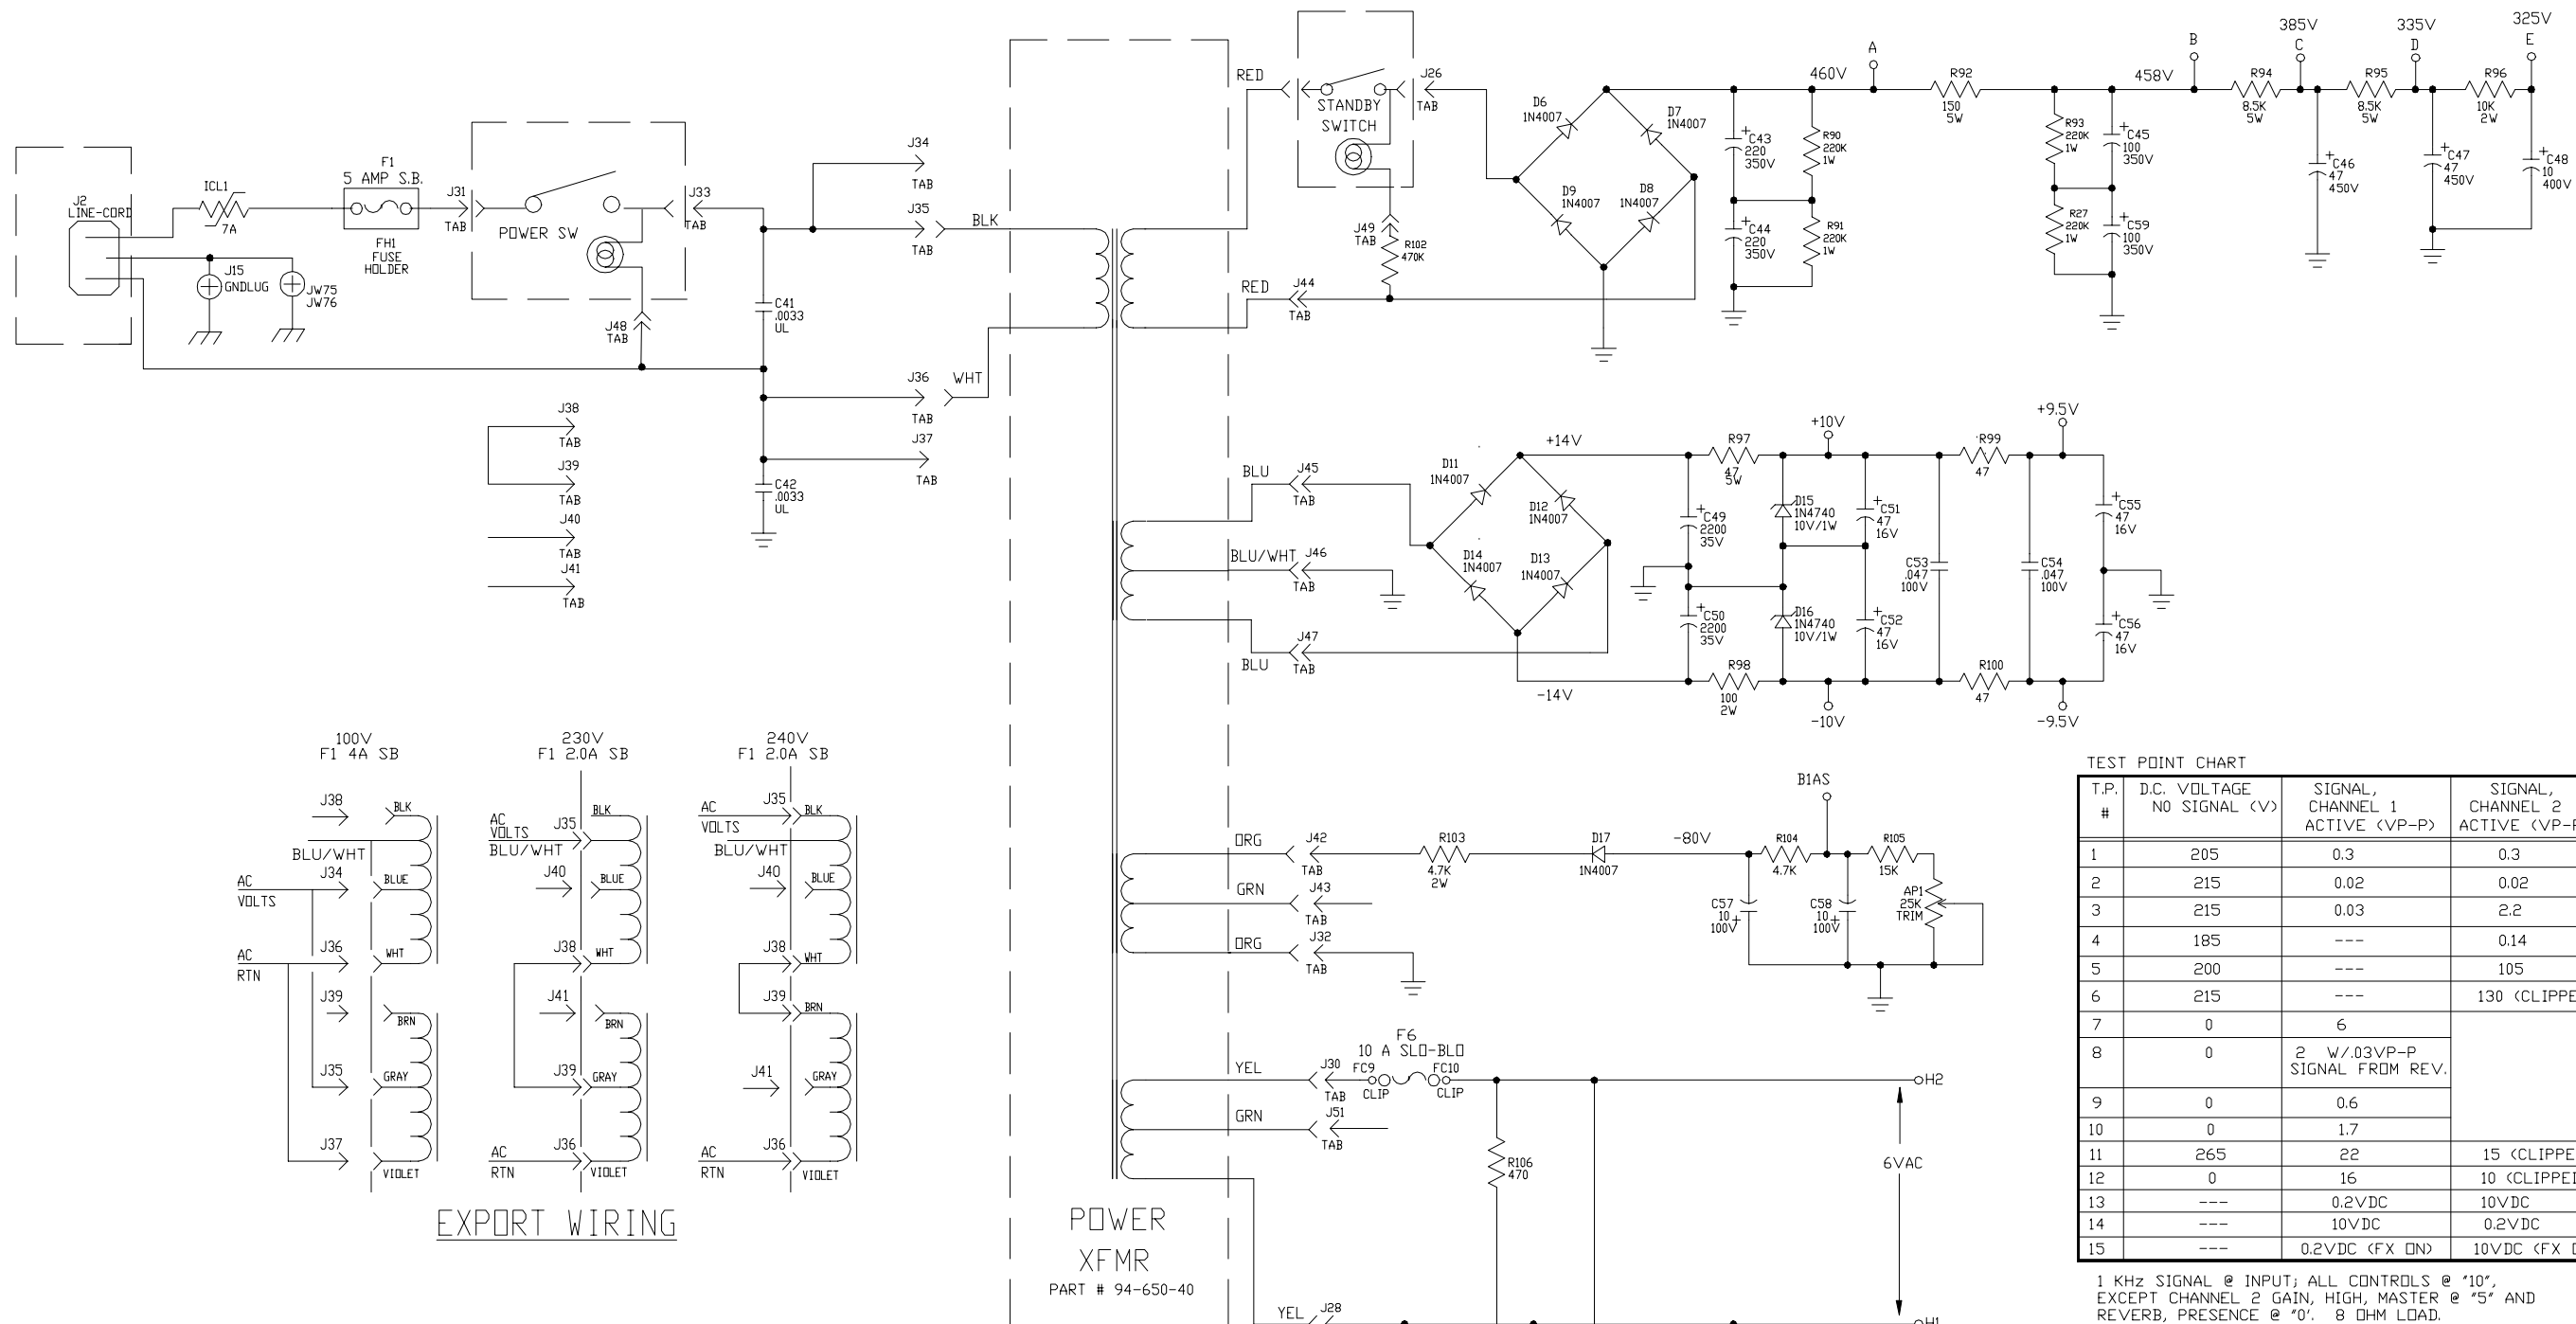 J2
LINE-CORD
ICL1
7A
F1
5 AMP S.B.
FH1
FUSE
HOLDER
J15
GNDLUG
JW75
JW76
J31
TAB
POWER SW
J33
TAB
J48
TAB
C41
.0033
UL
C42
.0033
UL
J34
TAB
J35
TAB
BLK
J36
TAB
WHT
J37
TAB
J38
TAB
J39
TAB
J40
TAB
J41
TAB
RED
STANDBY
SWITCH
J26
TAB
J49
TAB
R102
470K
RED
J44
TAB
D6
1N4007
D7
1N4007
D9
1N4007
D8
1N4007
460V
A
C43
220
350V
R90
220K
1W
C44
220
350V
R91
220K
1W
R92
150
5W
R93
220K
1W
C45
100
350V
R27
220K
1W
C59
100
350V
458V
B
R94
8.5K
5W
385V
C
C46
47
450V
R95
8.5K
5W
335V
D
C47
47
450V
R96
10K
2W
325V
E
C48
10
400V
BLU
J45
TAB
BLU/WHT
J46
TAB
BLU
J47
TAB
D11
1N4007
D12
1N4007
D14
1N4007
D13
1N4007
+14V
-14V
C49
2200
35V
C50
2200
35V
R97
47
5W
R98
100
2W
D15
1N4740
10V/1W
D16
1N4740
10V/1W
+10V
-10V
C51
47
16V
C52
47
16V
C53
.047
100V
R99
47
R100
47
C54
.047
100V
+9.5V
-9.5V
C55
47
16V
C56
47
16V
ORG
J42
TAB
GRN
J43
TAB
ORG
J32
TAB
R103
4.7K
2W
D17
1N4007
-80V
C57
10
100V
R104
4.7K
B1AS
C58
10
100V
R105
15K
AP1
25K
TRIM
YEL
J30
TAB
F6
10 A SLO-BLO
FC9
CLIP
FC10
CLIP
GRN
J51
TAB
R106
470
H2
6VAC
H1
YEL
J28
POWER
XFMR
PART # 94-650-40
100V
F1 4A SB
J38
BLK
BLU/WHT
J34
BLUE
AC
VOLTS
J36
WHT
AC
RTN
J39
BRN
J35
GRAY
J37
VIOLET
230V
F1 2.0A SB
BLK
AC
VOLTS
J35
BLU/WHT
J40
BLUE
J38
WHT
J41
BRN
J39
GRAY
AC
RTN
J36
VIOLET
240V
F1 2.0A SB
AC
VOLTS
J35
BLK
BLU/WHT
J40
BLUE
J38
WHT
J39
BRN
J41
GRAY
AC
RTN
J36
VIOLET
EXPORT WIRING
TEST POINT CHART
T.P. # D.C. VOLTAGE NO SIGNAL (V) SIGNAL, CHANNEL 1 ACTIVE (VP-P) SIGNAL, CHANNEL 2 ACTIVE (VP-P
1 205 0.3 0.3
2 215 0.02 0.02
3 215 0.03 2.2
4 185 --- 0.14
5 200 --- 105
6 215 --- 130 (CLIPPE
7 0 6
8 0 2 W/.03VP-P SIGNAL FROM REV.
9 0 0.6
10 0 1.7
11 265 22 15 (CLIPPE
12 0 16 10 (CLIPPE
13 --- 0.2VDC 10VDC
14 --- 10VDC 0.2VDC
15 --- 0.2VDC (FX ON) 10VDC (FX
1 KHz SIGNAL @ INPUT; ALL CONTROLS @ "10",
EXCEPT CHANNEL 2 GAIN, HIGH, MASTER @ "5" AND
REVERB, PRESENCE @ "0'. 8 OHM LOAD.